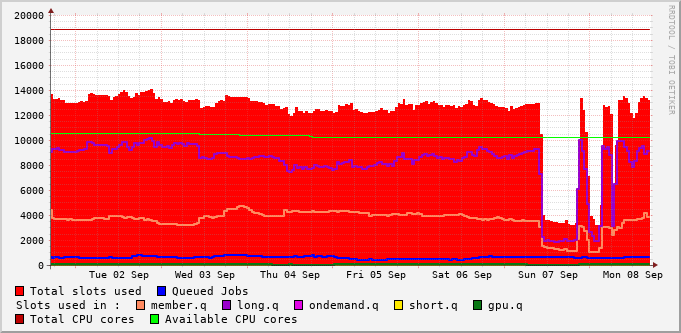 20000
18000
16000
14000
12000
10000
8000
6000
4000
2000
0
Tue 02 Sep Wed 03 Sep Thu 04 Sep Fri 05 Sep Sat 06 Sep Sun 07 Sep Mon 08 Sep
RRDTOOL / TOBI OETIKER
Total slots used Queued Jobs
Slots used in : member.q long.q ondemand.q short.q gpu.q
Total CPU cores Available CPU cores